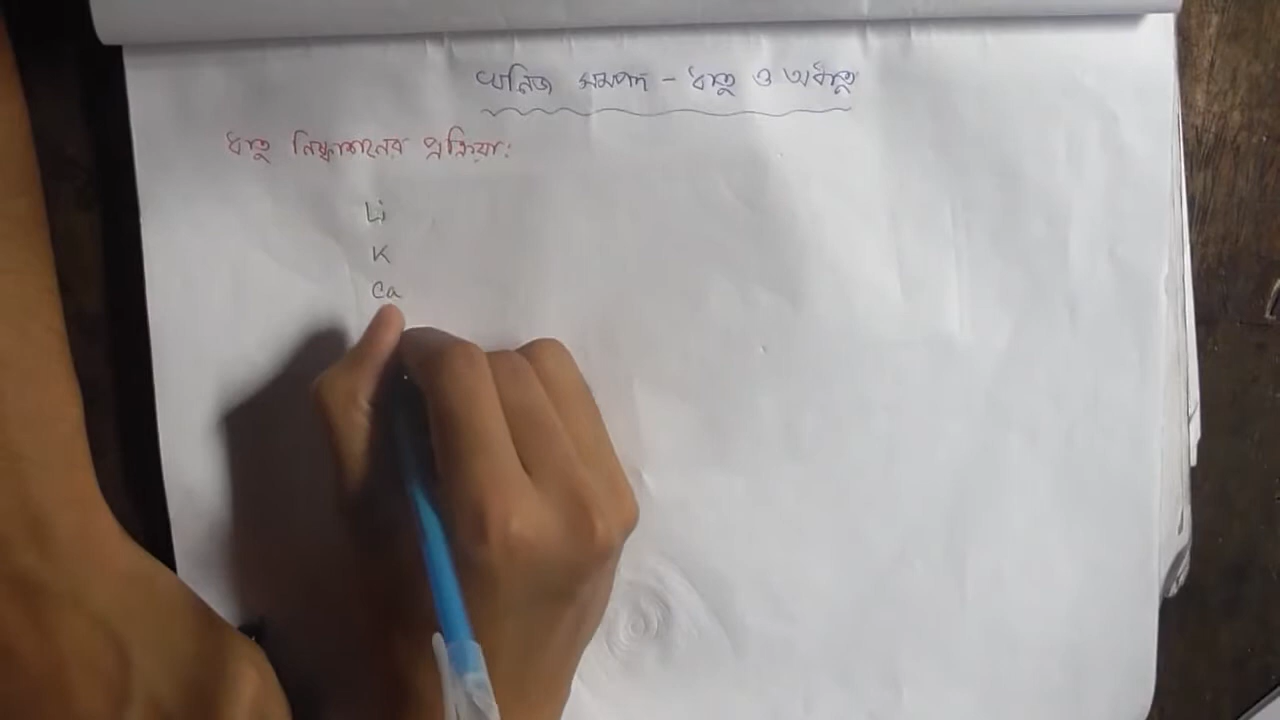 খনিজ সম্পদ - ধাতু ও অধাতু
ধাতু নিষ্কাশনের প্রক্রিয়া:
Li
K
Ca